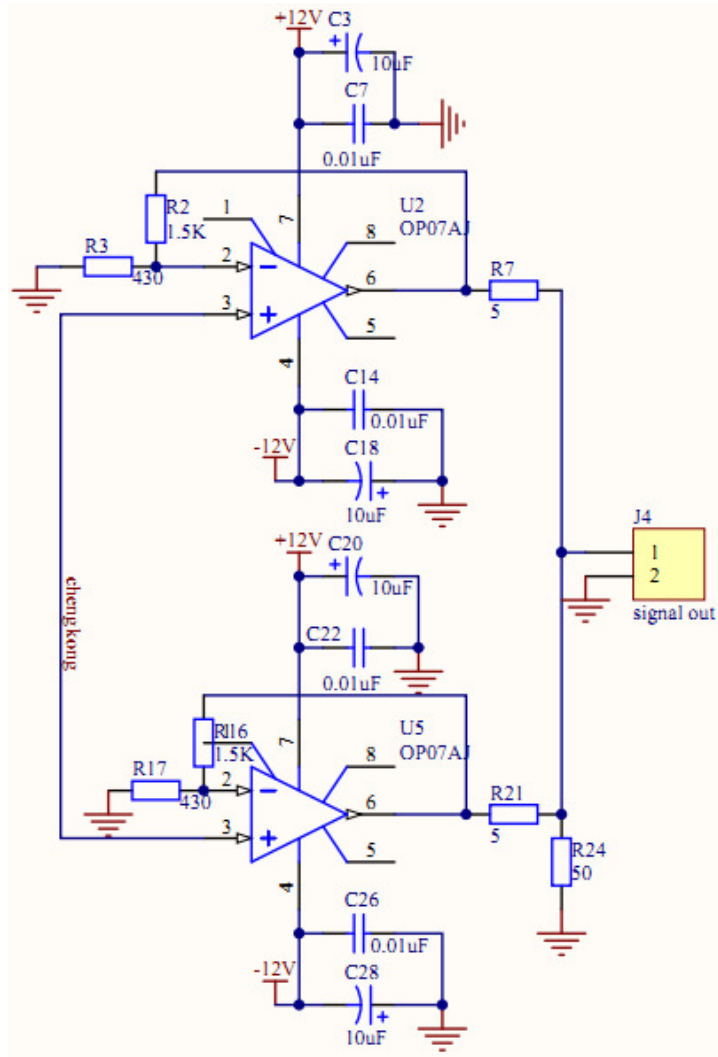 +12V
C3
+
10uF
C7
0.01uF
R2
1.5K
1
7
U2
OP07AJ
8
R3
430
2
6
R7
5
3
+
5
4
C14
0.01uF
-12V
C18
+
10uF
+12V
C20
+
10uF
J4
1
2
signal out
chengkong
C22
0.01uF
R16
1
1.5K
7
U5
OP07AJ
8
R17
430
2
6
R21
5
3
+
5
R24
50
4
C26
0.01uF
-12V
C28
+
10uF